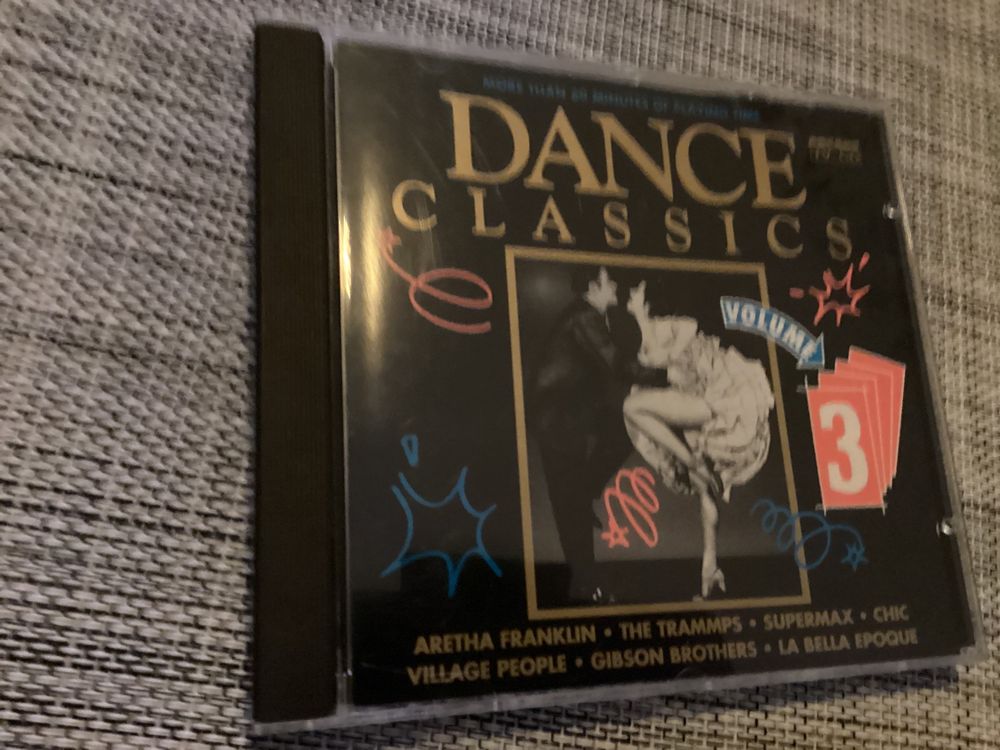 MORE THAN 80 MINUTES OF PLAYING TIME
DANCE
CLASSICS
VOLUME
3
ARETHA FRANKLIN • THE TRAMMPS • SUPERMAX • CHIC
VILLAGE PEOPLE • GIBSON BROTHERS • LA BELLA EPOQUE